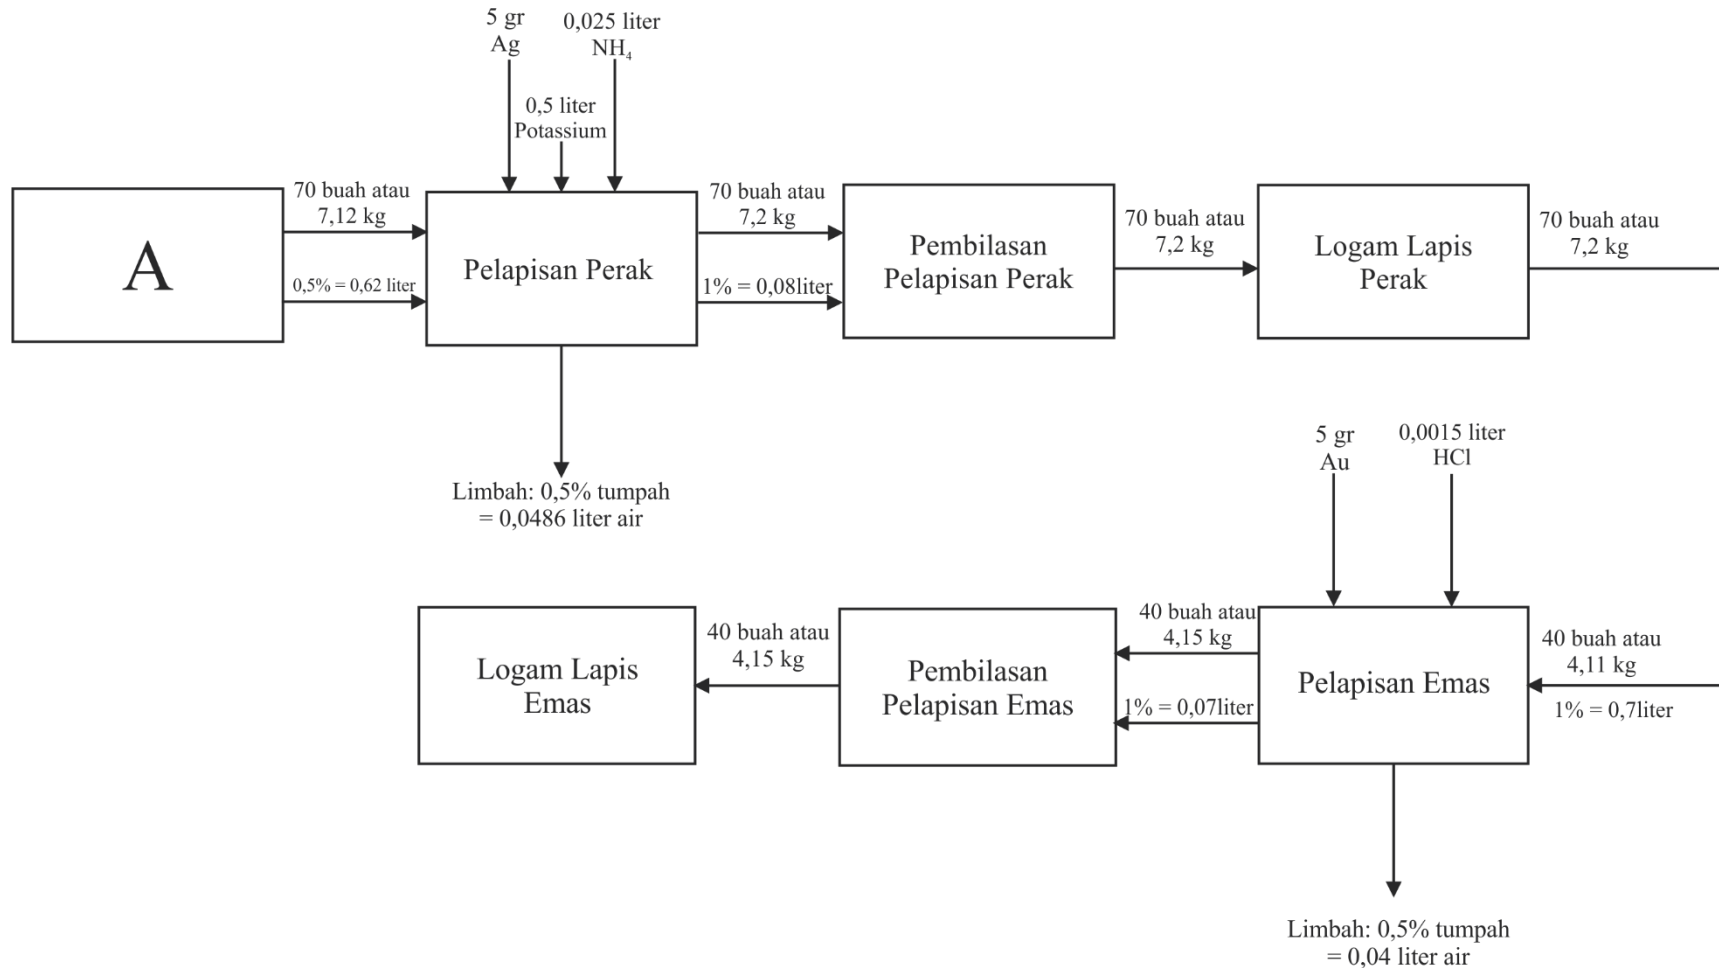 5 gr
Ag
0,025 liter
NH₄
0,5 liter
Potassium
A
70 buah atau
7,12 kg
0,5% = 0,62 liter
Pelapisan Perak
70 buah atau
7,2 kg
1% = 0,08liter
Pembilasan
Pelapisan Perak
70 buah atau
7,2 kg
Logam Lapis
Perak
70 buah atau
7,2 kg
Limbah: 0,5% tumpah
= 0,0486 liter air
5 gr
Au
0,0015 liter
HCl
40 buah atau
4,11 kg
1% = 0,7liter
Pelapisan Emas
40 buah atau
4,15 kg
1% = 0,07liter
Pembilasan
Pelapisan Emas
40 buah atau
4,15 kg
Logam Lapis
Emas
Limbah: 0,5% tumpah
= 0,04 liter air